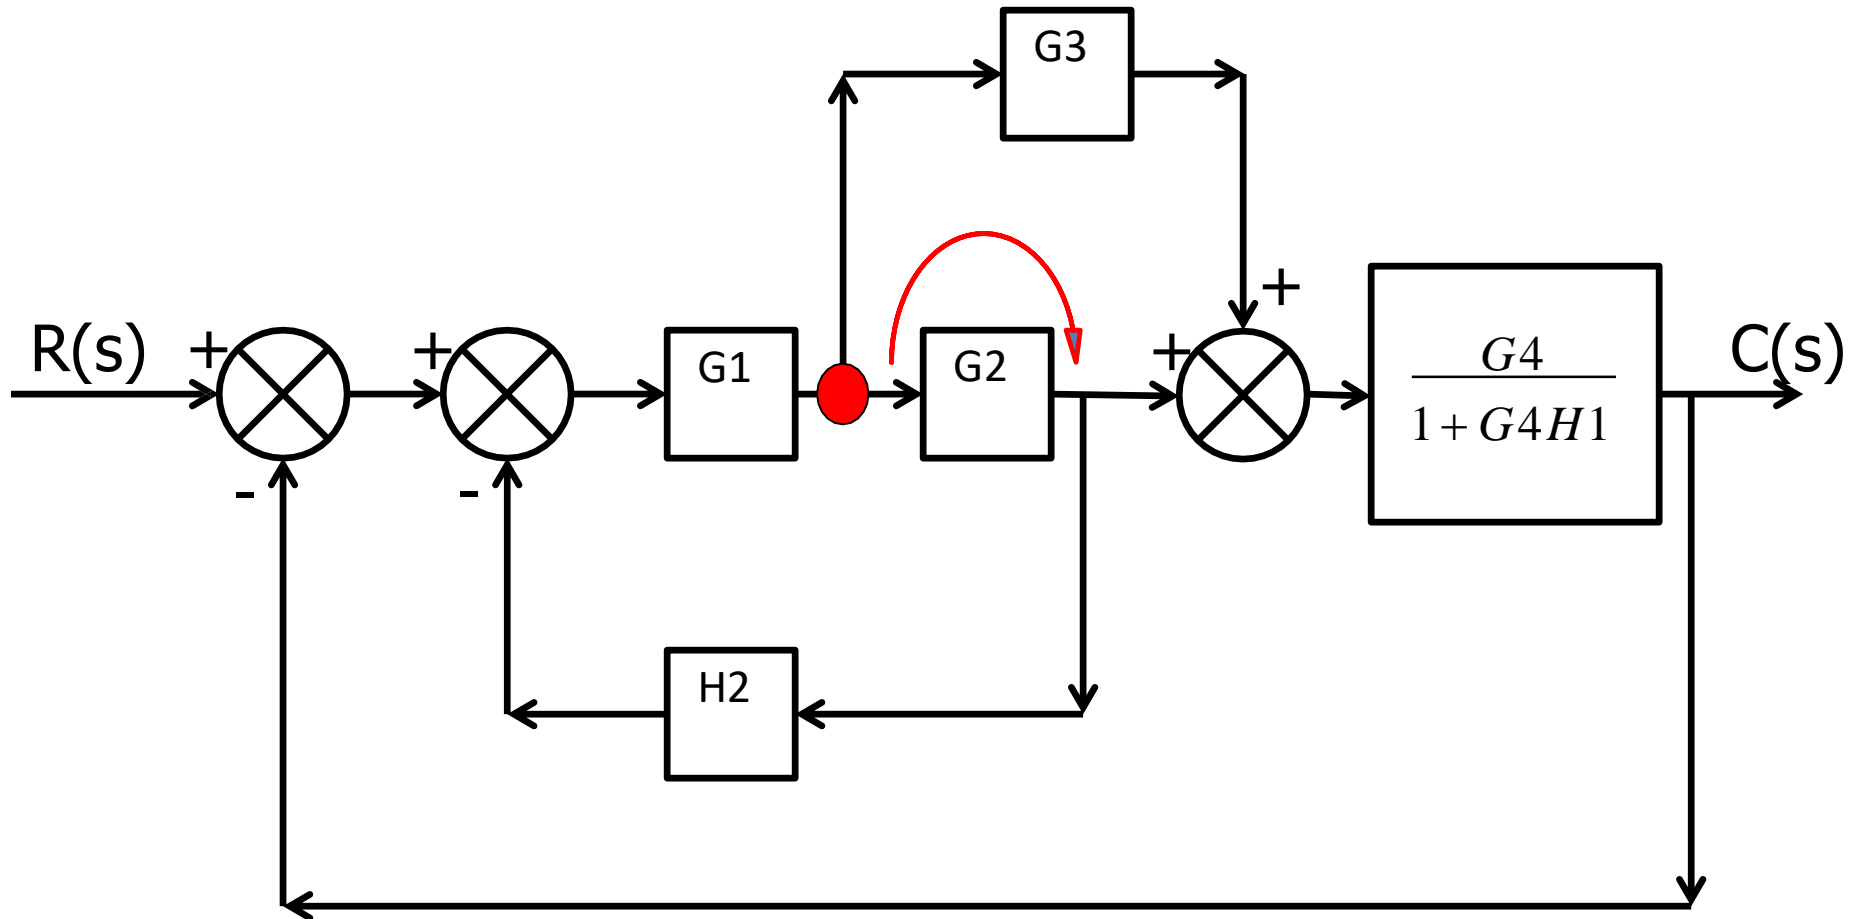 G3
+
R(s)
+
+
G1
G2
+
G4
1 + G4H1
C(s)
-
-
H2